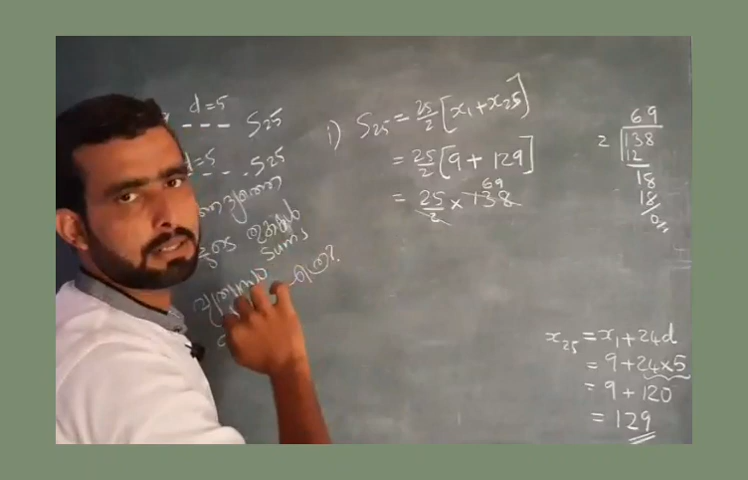 d=5
--- S25
d=5
---. S25
sums
i) S25 = 25/2 [x1 + x25]
= 25/2 [9 + 129]
= 25/2 × 138
69
69
2 138
12
18
18
0
x25 = x1 + 24d
= 9 + 24×5
= 9 + 120
= 129